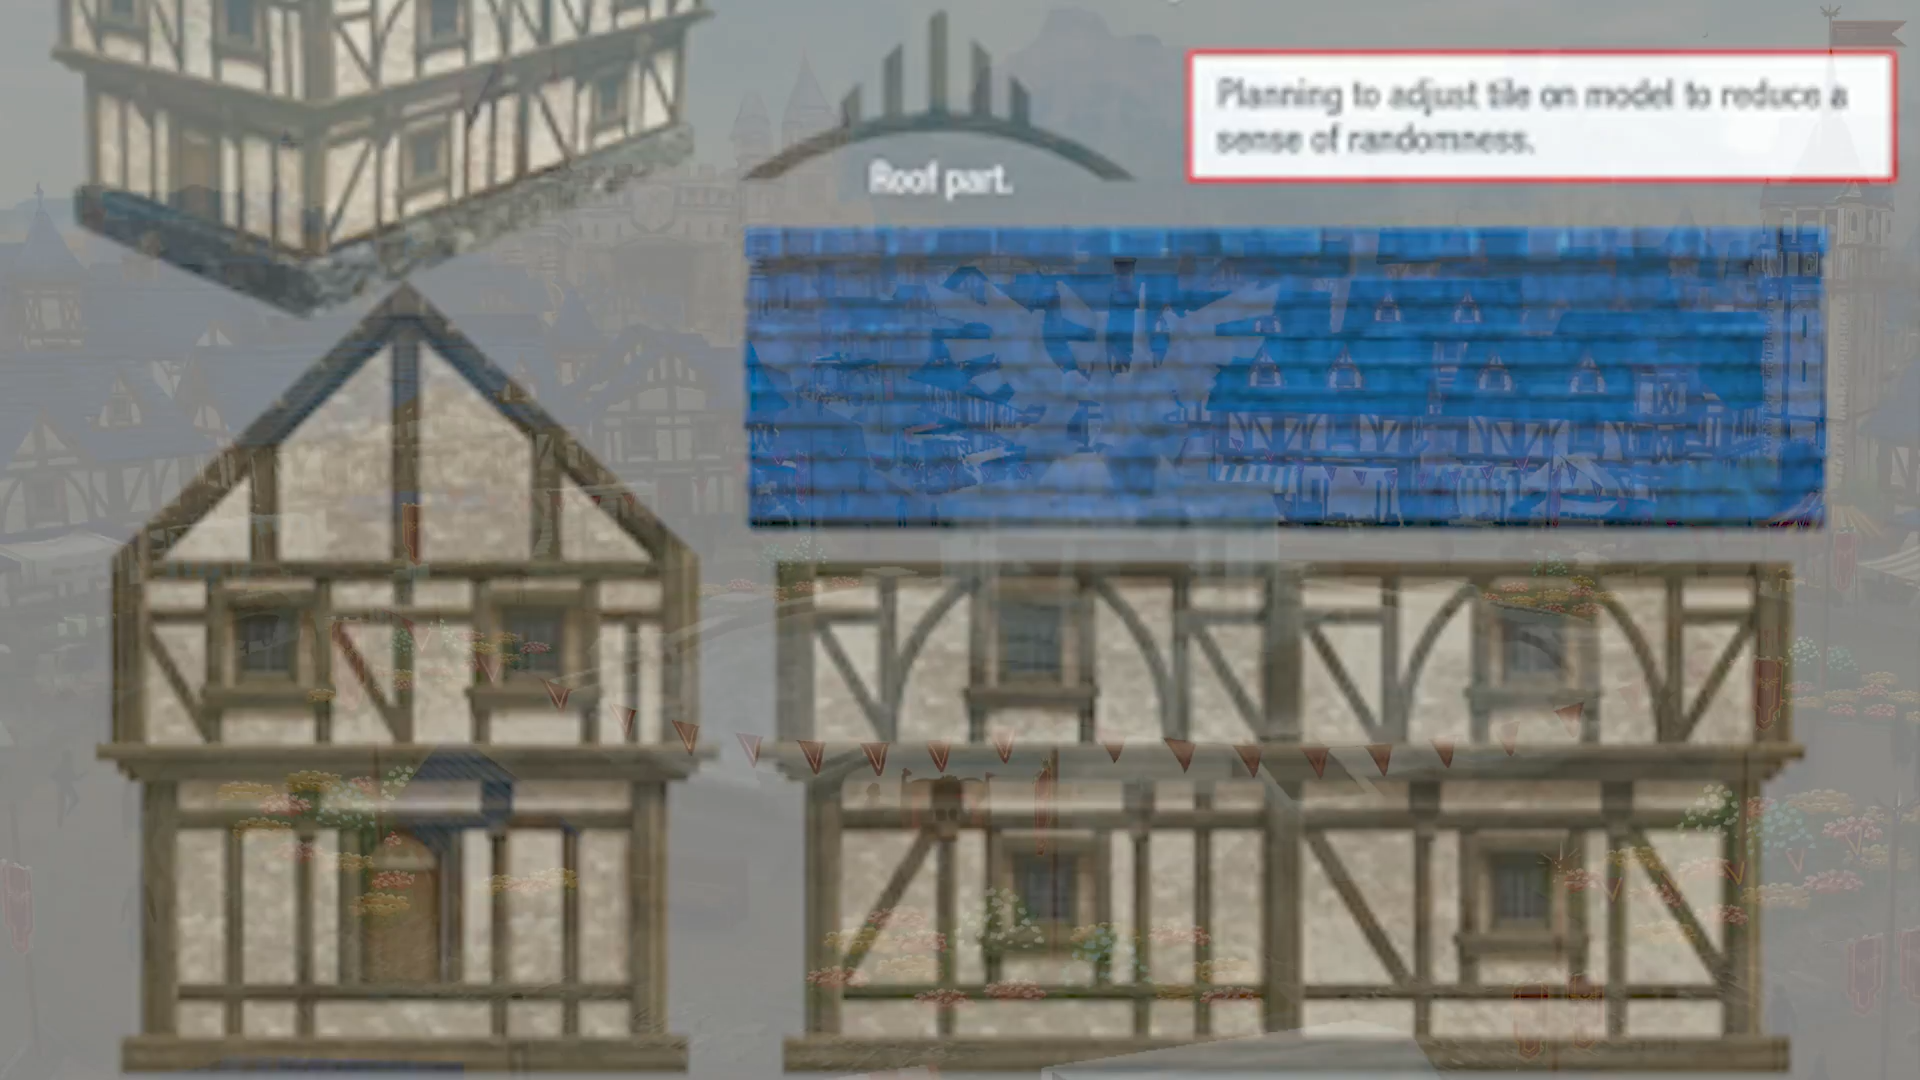 Planning to adjust tile on model to reduce a
sense of randomness.
Roof part.